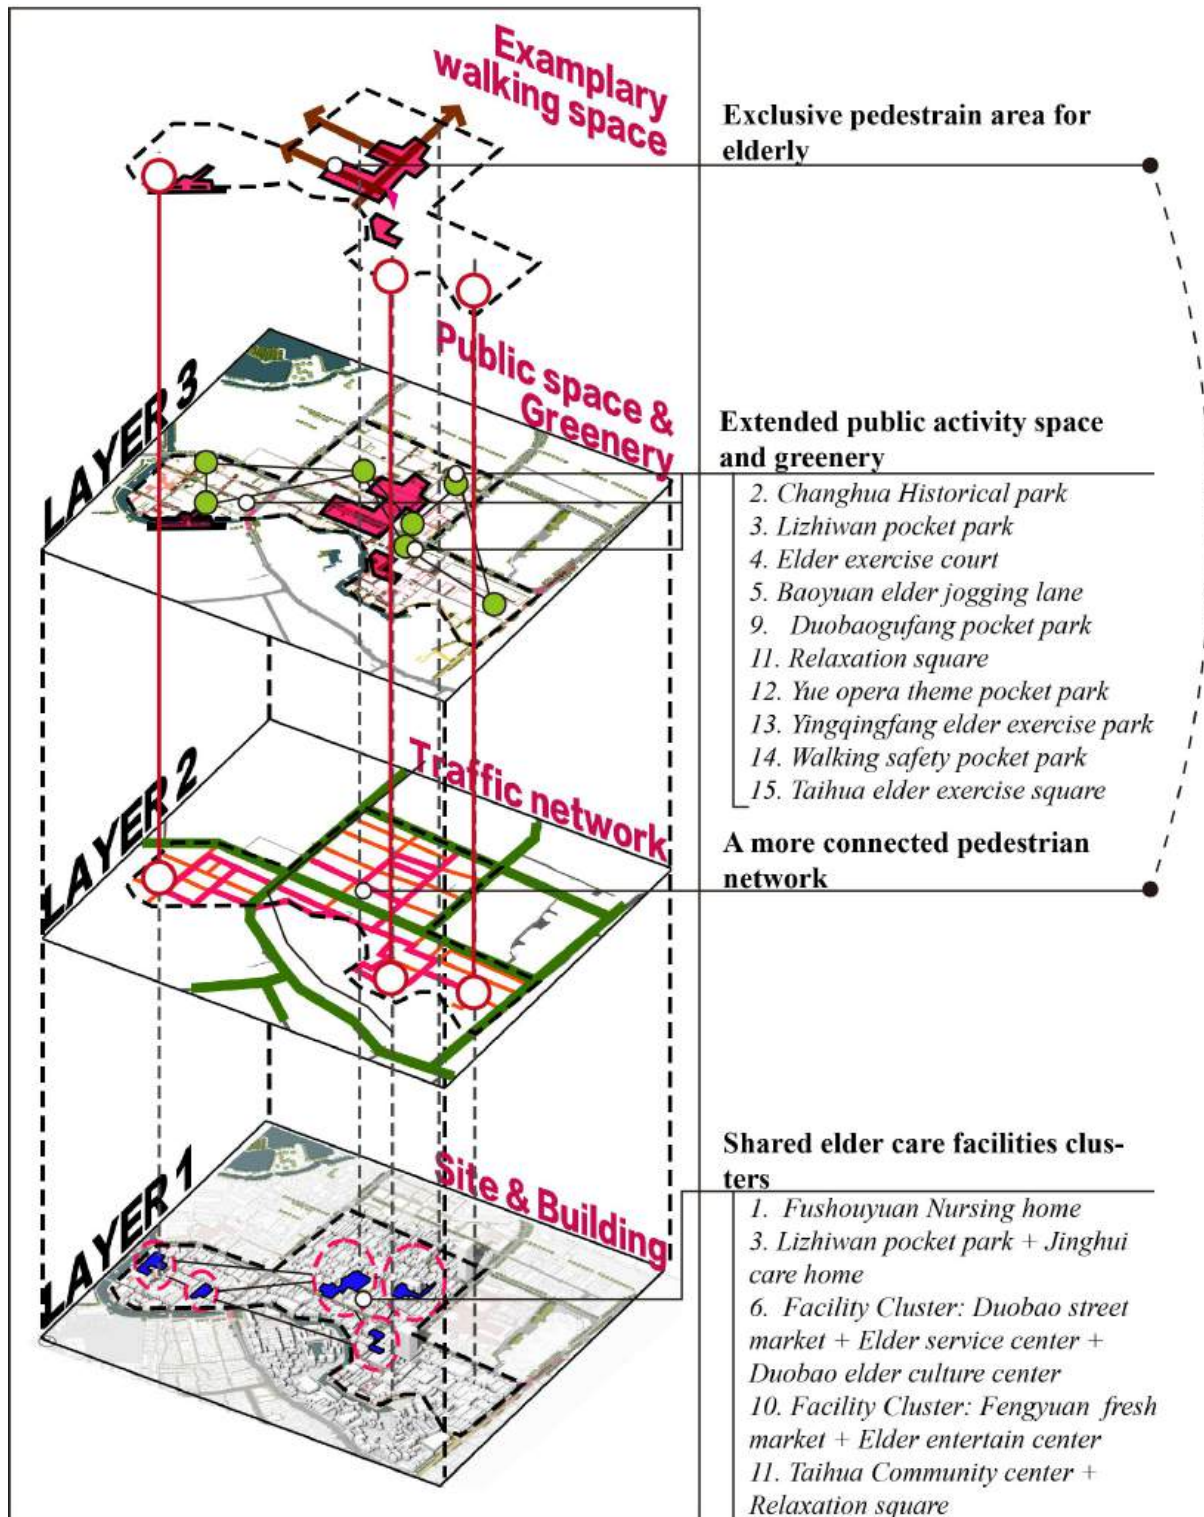 Examplary
walking space
Exclusive pedestrain area for
elderly
LAYER 3
Public space &
Greenery
Extended public activity space
and greenery
2. Changhua Historical park
3. Lizhiwan pocket park
4. Elder exercise court
5. Baoyuan elder jogging lane
9. Duobaogufang pocket park
11. Relaxation square
12. Yue opera theme pocket park
13. Yingqingfang elder exercise park
14. Walking safety pocket park
15. Taihua elder exercise square
LAYER 2
Traffic network
A more connected pedestrian
network
LAYER 1
Site & Building
Shared elder care facilities clus-
ters
1. Fushouyuan Nursing home
3. Lizhiwan pocket park + Jinghui
care home
6. Facility Cluster: Duobao street
market + Elder service center +
Duobao elder culture center
10. Facility Cluster: Fengyuan fresh
market + Elder entertain center
11. Taihua Community center +
Relaxation square